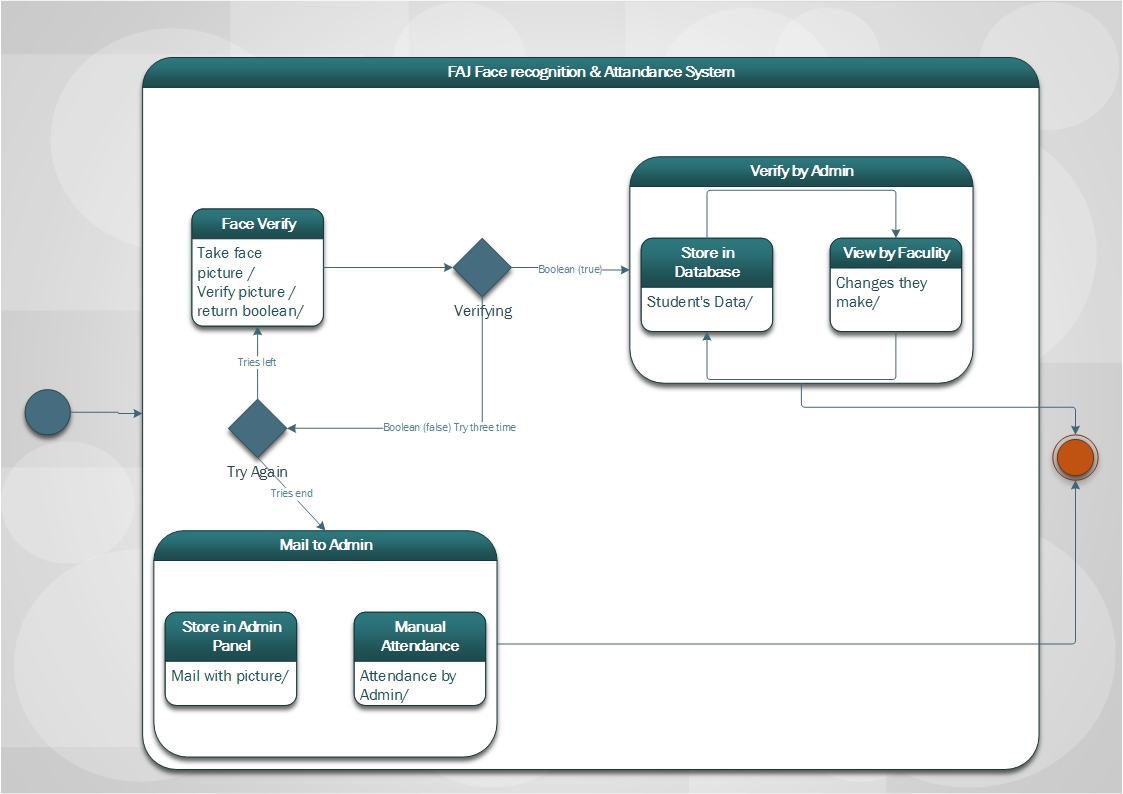 FAJ Face recognition & Attandance System
Verify by Admin
Face Verify
Take face
picture /
Verify picture /
return boolean/
Verifying
Boolean (true)
Store in
Database
Student's Data/
View by Faculity
Changes they
make/
Tries left
Boolean (false) Try three time
Try Again
Tries end
Mail to Admin
Store in Admin
Panel
Mail with picture/
Manual
Attendance
Attendance by
Admin/